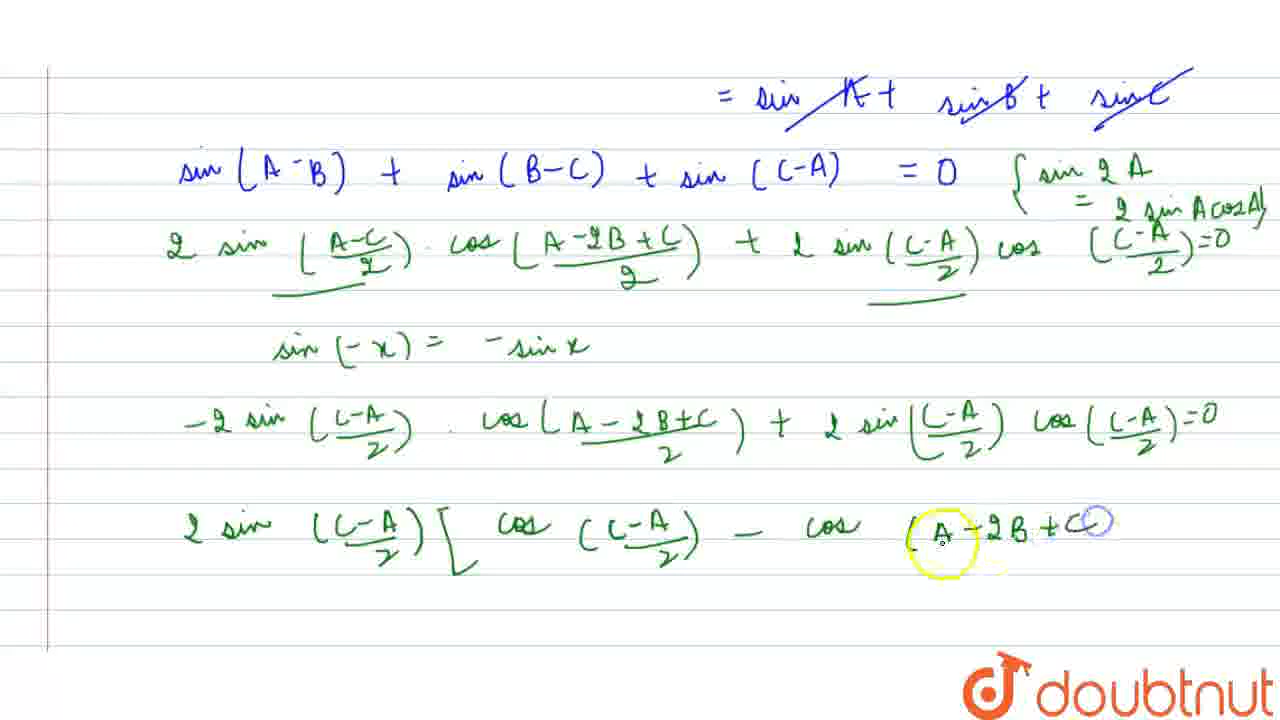 = sin A + sin B + sin C
sin (A - B) + sin (B - C) + sin (C - A) = 0 { sin 2 A
= 2 sin A cos A }
2 sin (A - C / 2) . cos (A - 2B + C / 2) + 2 sin (C - A / 2) cos (C - A / 2) = 0
sin (- x) = - sin x
- 2 sin (C - A / 2) . cos (A - 2B + C / 2) + 2 sin (C - A / 2) cos (C - A / 2) = 0
2 sin (C - A / 2) [ cos (C - A / 2) - cos (A - 2B + C
doubtnut